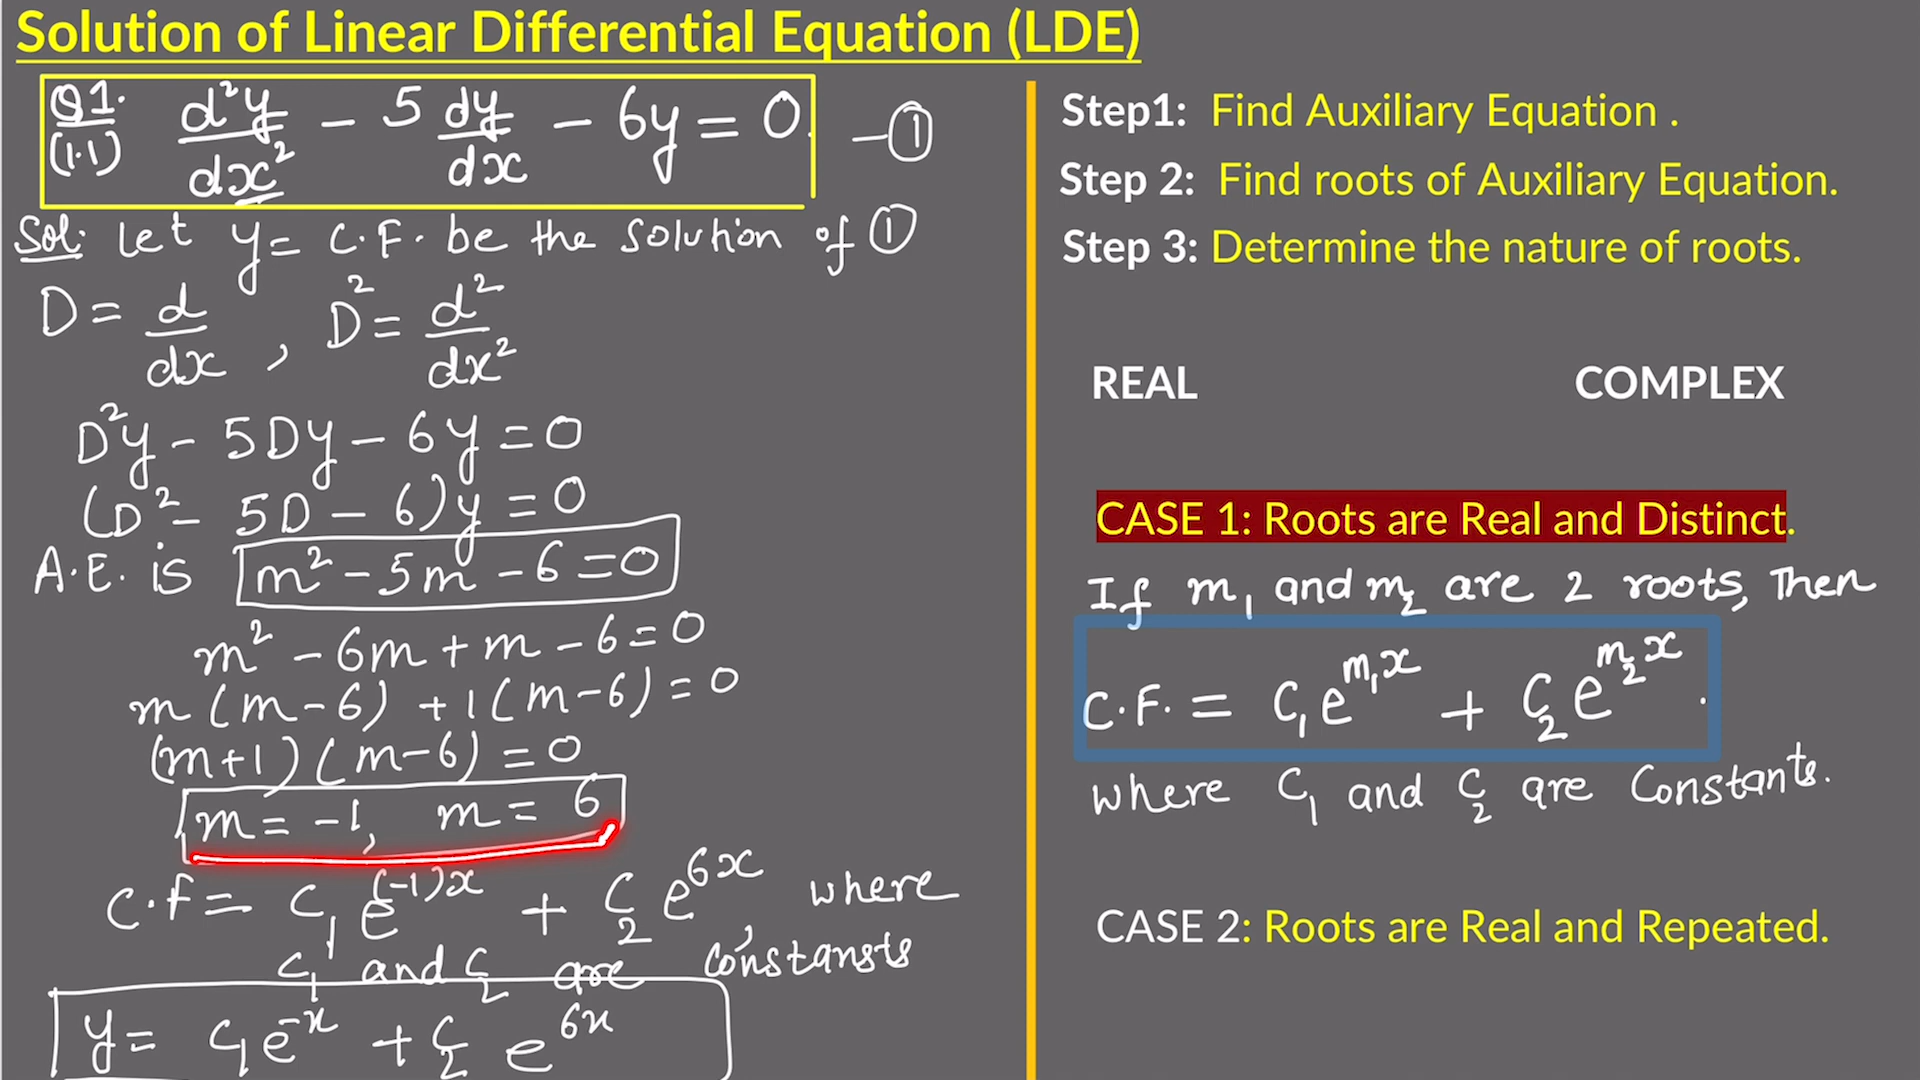 Solution of Linear Differential Equation (LDE)
Q1. (1.1) d²y/dx² - 5 dy/dx - 6y = 0. -①
Sol: Let y = C.F. be the solution of ①
D = d/dx , D² = d²/dx²
D²y - 5Dy - 6y = 0
(D² - 5D - 6)y = 0
A.E. is m² - 5m - 6 = 0
m² - 6m + m - 6 = 0
m(m-6) + 1(m-6) = 0
(m+1)(m-6) = 0
m = -1, m = 6
C.F = C₁e^(-1)x + C₂e^6x, where
C₁ and C₂ are constansts
y = C₁e^-x + C₂e^6x
Step1: Find Auxiliary Equation .
Step 2: Find roots of Auxiliary Equation.
Step 3: Determine the nature of roots.
REAL COMPLEX
CASE 1: Roots are Real and Distinct.
If m₁ and m₂ are 2 roots, Then
C.F. = C₁e^m₁x + C₂e^m₂x .
where C₁ and C₂ are Constants.
CASE 2: Roots are Real and Repeated.